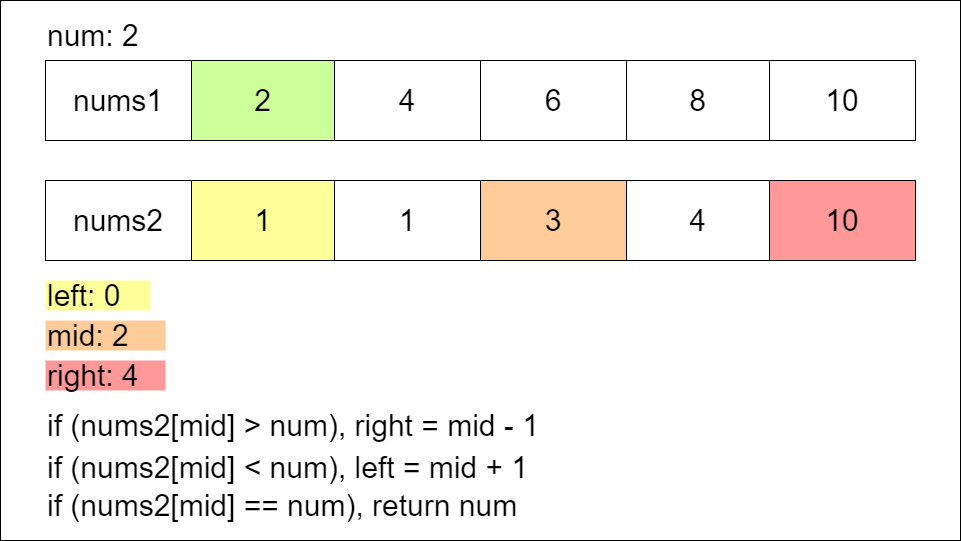 num: 2
nums1 2 4 6 8 10
nums2 1 1 3 4 10
left: 0
mid: 2
right: 4
if (nums2[mid] > num), right = mid - 1
if (nums2[mid] < num), left = mid + 1
if (nums2[mid] == num), return num